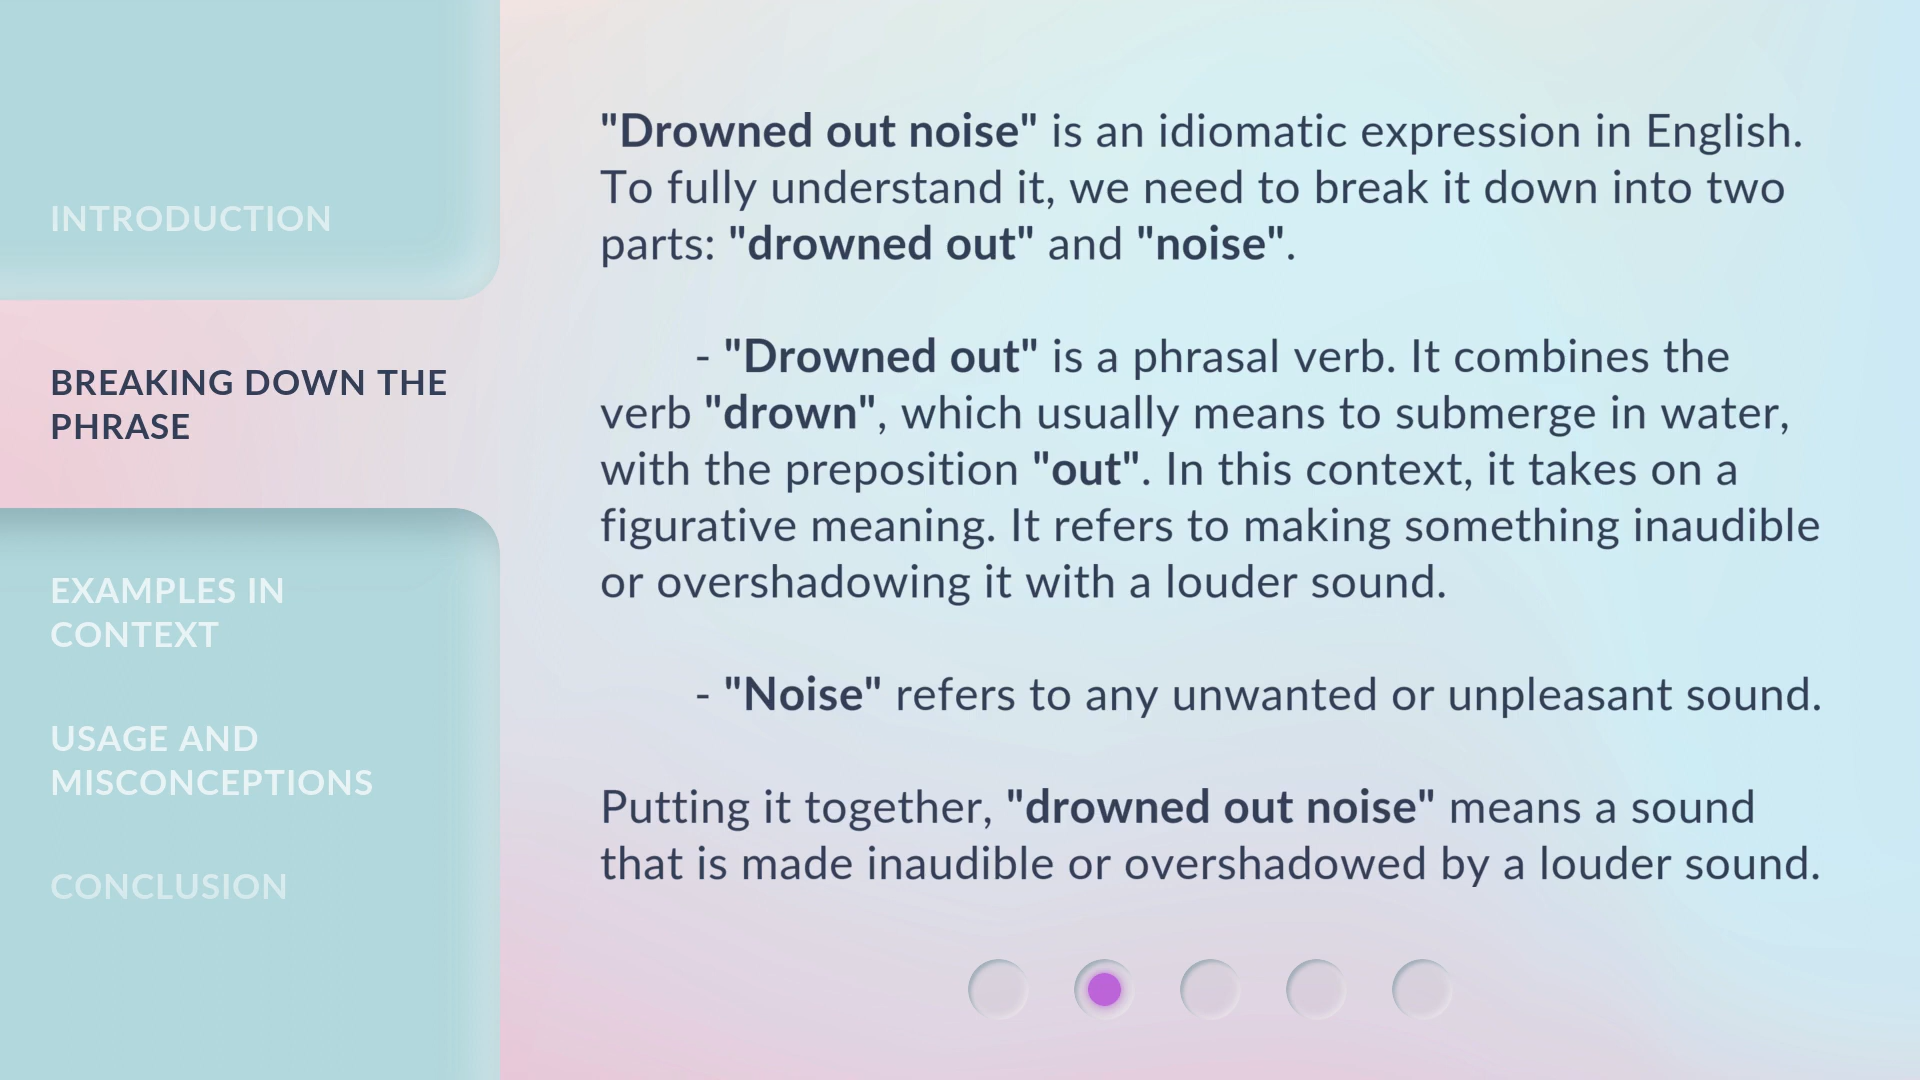 INTRODUCTION
BREAKING DOWN THE
PHRASE
EXAMPLES IN
CONTEXT
USAGE AND
MISCONCEPTIONS
CONCLUSION
"Drowned out noise" is an idiomatic expression in English.
To fully understand it, we need to break it down into two
parts: "drowned out" and "noise".
- "Drowned out" is a phrasal verb. It combines the
verb "drown", which usually means to submerge in water,
with the preposition "out". In this context, it takes on a
figurative meaning. It refers to making something inaudible
or overshadowing it with a louder sound.
- "Noise" refers to any unwanted or unpleasant sound.
Putting it together, "drowned out noise" means a sound
that is made inaudible or overshadowed by a louder sound.